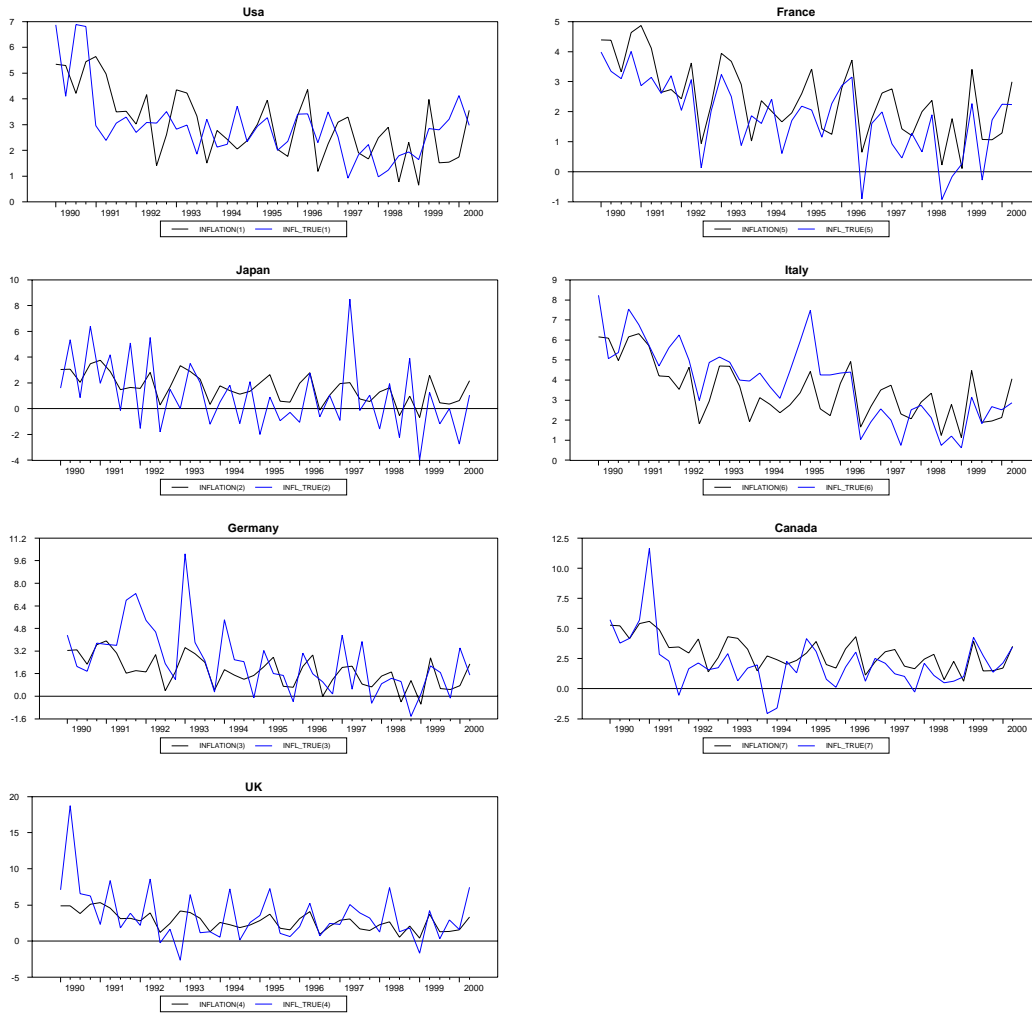 Usa
7
6
5
4
3
2
1
0
1990 1991 1992 1993 1994 1995 1996 1997 1998 1999 2000
INFLATION(1) INFL_TRUE(1)
France
5
4
3
2
1
0
-1
1990 1991 1992 1993 1994 1995 1996 1997 1998 1999 2000
INFLATION(5) INFL_TRUE(5)
Japan
10
8
6
4
2
0
-2
-4
1990 1991 1992 1993 1994 1995 1996 1997 1998 1999 2000
INFLATION(2) INFL_TRUE(2)
Italy
9
8
7
6
5
4
3
2
1
0
1990 1991 1992 1993 1994 1995 1996 1997 1998 1999 2000
INFLATION(6) INFL_TRUE(6)
Germany
11.2
9.6
8.0
6.4
4.8
3.2
1.6
0.0
-1.6
1990 1991 1992 1993 1994 1995 1996 1997 1998 1999 2000
INFLATION(3) INFL_TRUE(3)
Canada
12.5
10.0
7.5
5.0
2.5
0.0
-2.5
1990 1991 1992 1993 1994 1995 1996 1997 1998 1999 2000
INFLATION(7) INFL_TRUE(7)
UK
20
15
10
5
0
-5
1990 1991 1992 1993 1994 1995 1996 1997 1998 1999 2000
INFLATION(4) INFL_TRUE(4)